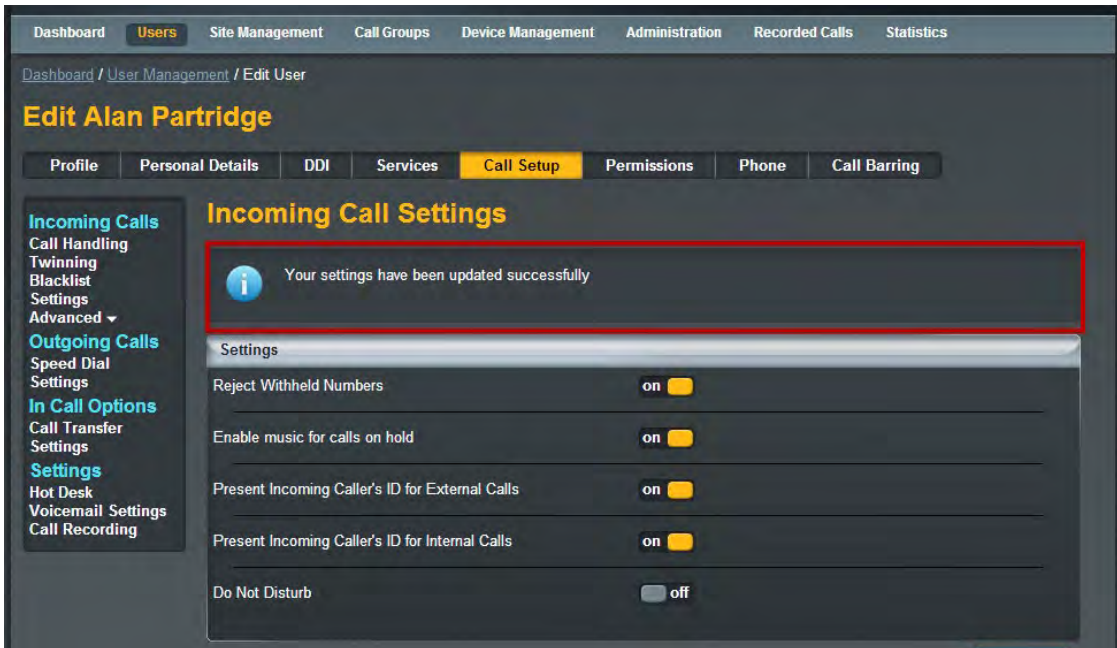 Dashboard Users Site Management Call Groups Device Management Administration Recorded Calls Statistics
Dashboard / User Management / Edit User
Edit Alan Partridge
Profile Personal Details DDI Services Call Setup Permissions Phone Call Barring
Incoming Calls
Call Handling
Twinning
Blacklist
Settings
Advanced
Outgoing Calls
Speed Dial
Settings
In Call Options
Call Transfer
Settings
Settings
Hot Desk
Voicemail Settings
Call Recording
Incoming Call Settings
Your settings have been updated successfully
Settings
Reject Withheld Numbers on
Enable music for calls on hold on
Present Incoming Caller's ID for External Calls on
Present Incoming Caller's ID for Internal Calls on
Do Not Disturb off